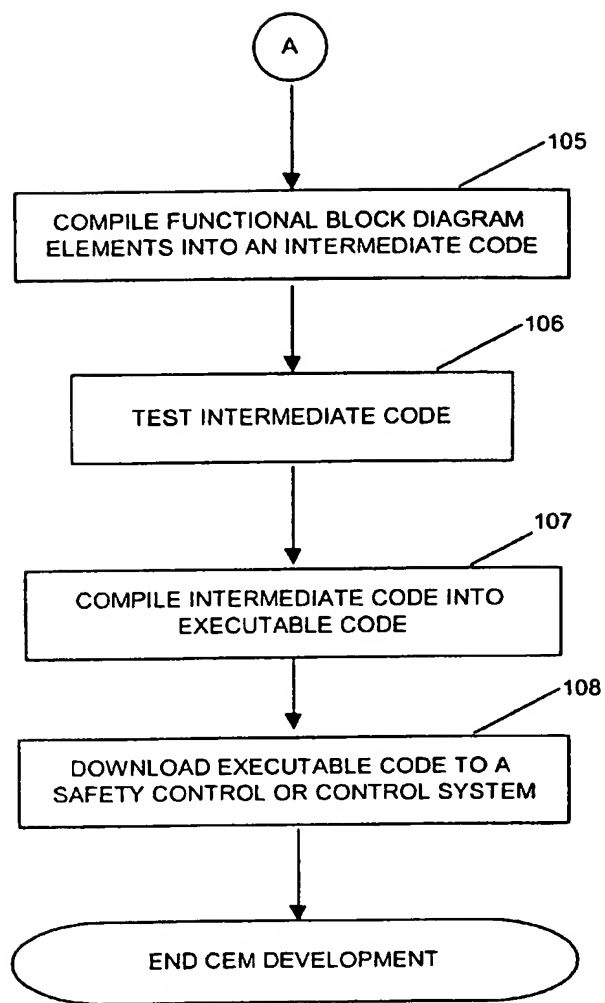 A
105
COMPILE FUNCTIONAL BLOCK DIAGRAM
ELEMENTS INTO AN INTERMEDIATE CODE
106
TEST INTERMEDIATE CODE
107
COMPILE INTERMEDIATE CODE INTO
EXECUTABLE CODE
108
DOWNLOAD EXECUTABLE CODE TO A
SAFETY CONTROL OR CONTROL SYSTEM
END CEM DEVELOPMENT